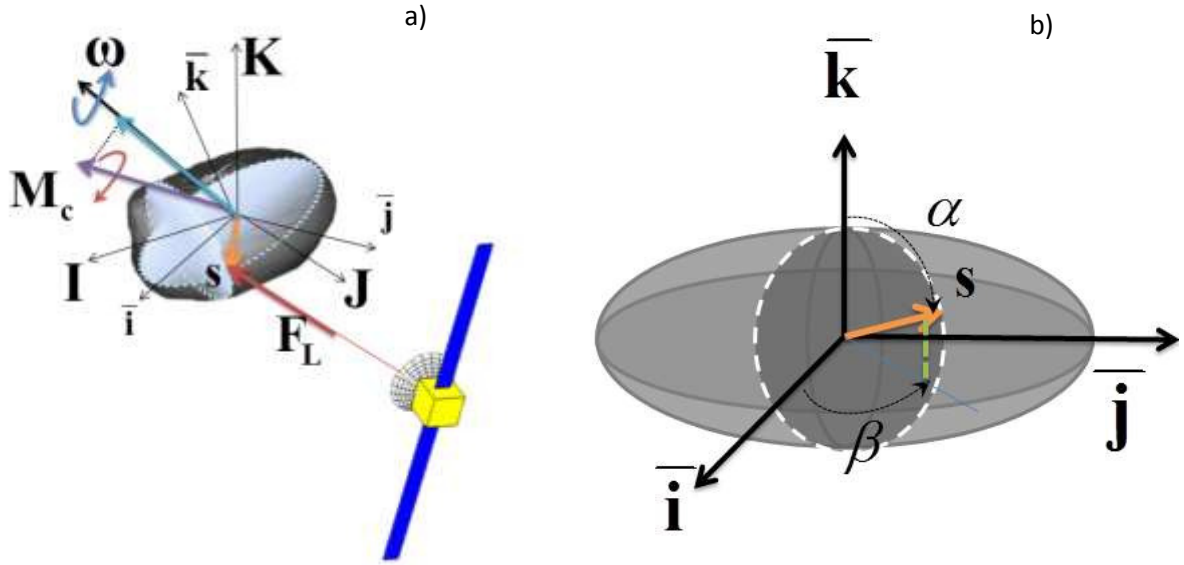 a)
ω
k̅
K
M_c
j̅
I
s
J
i̅
F_L
b)
k̅
α
s
j̅
β
i̅